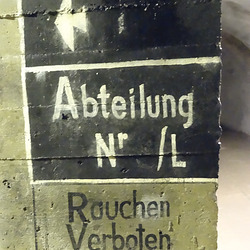 Abteilung
Nr /L
Rauchen
Verboten